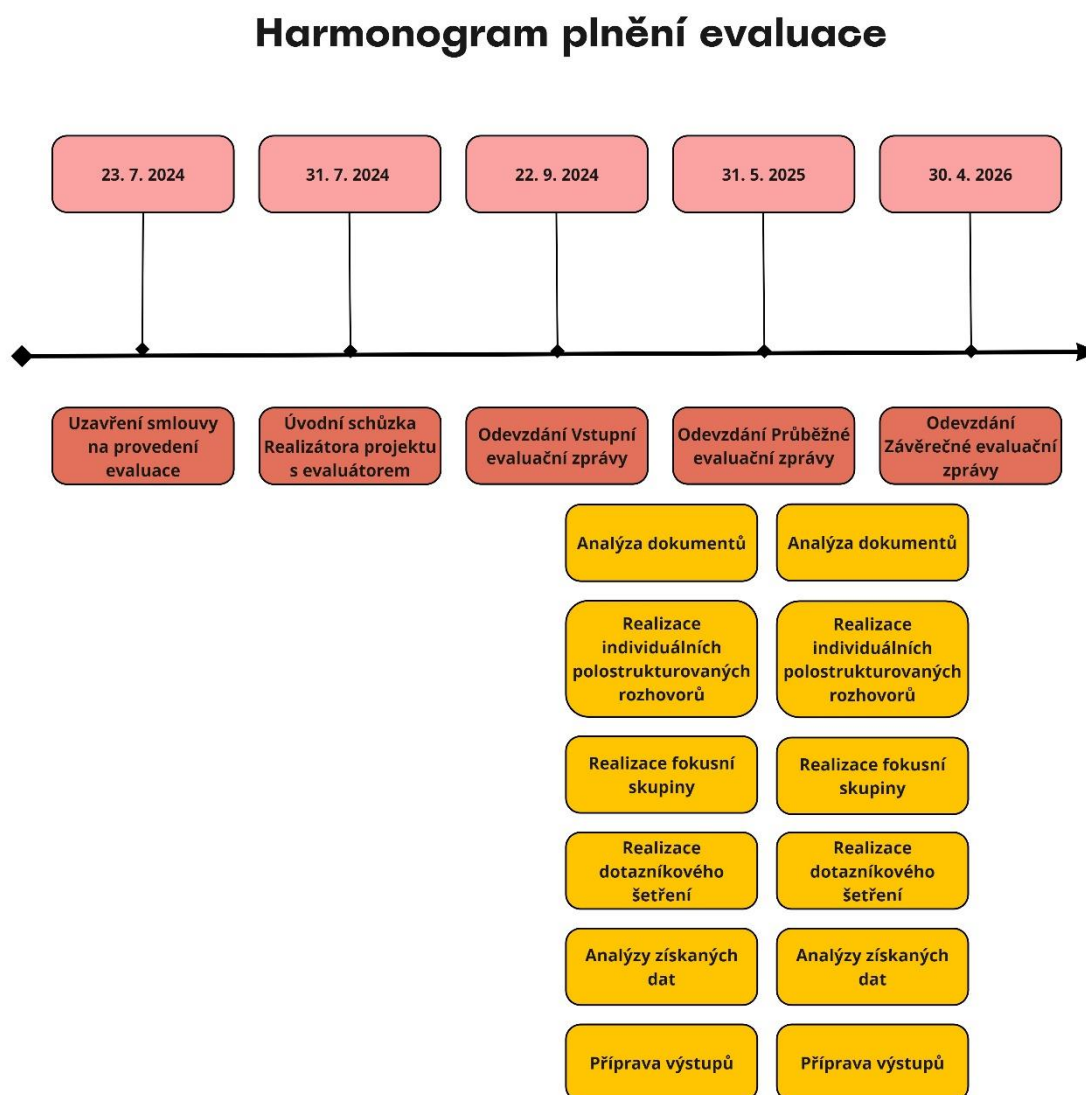 Harmonogram plnění evaluace
23. 7. 2024
31. 7. 2024
22. 9. 2024
31. 5. 2025
30. 4. 2026
Uzavření smlouvy
na provedení
evaluace
Úvodní schůzka
Realizátora projektu
s evaluátorem
Odevzdání Vstupní
evaluační zprávy
Odevzdání Průběžné
evaluační zprávy
Odevzdání
Závěrečné evaluační
zprávy
Analýza dokumentů
Realizace
individuálních
polostrukturovaných
rozhovorů
Realizace fokusní
skupiny
Realizace
dotazníkového
šetření
Analýzy získaných
dat
Příprava výstupů
Analýza dokumentů
Realizace
individuálních
polostrukturovaných
rozhovorů
Realizace fokusní
skupiny
Realizace
dotazníkového
šetření
Analýzy získaných
dat
Příprava výstupů